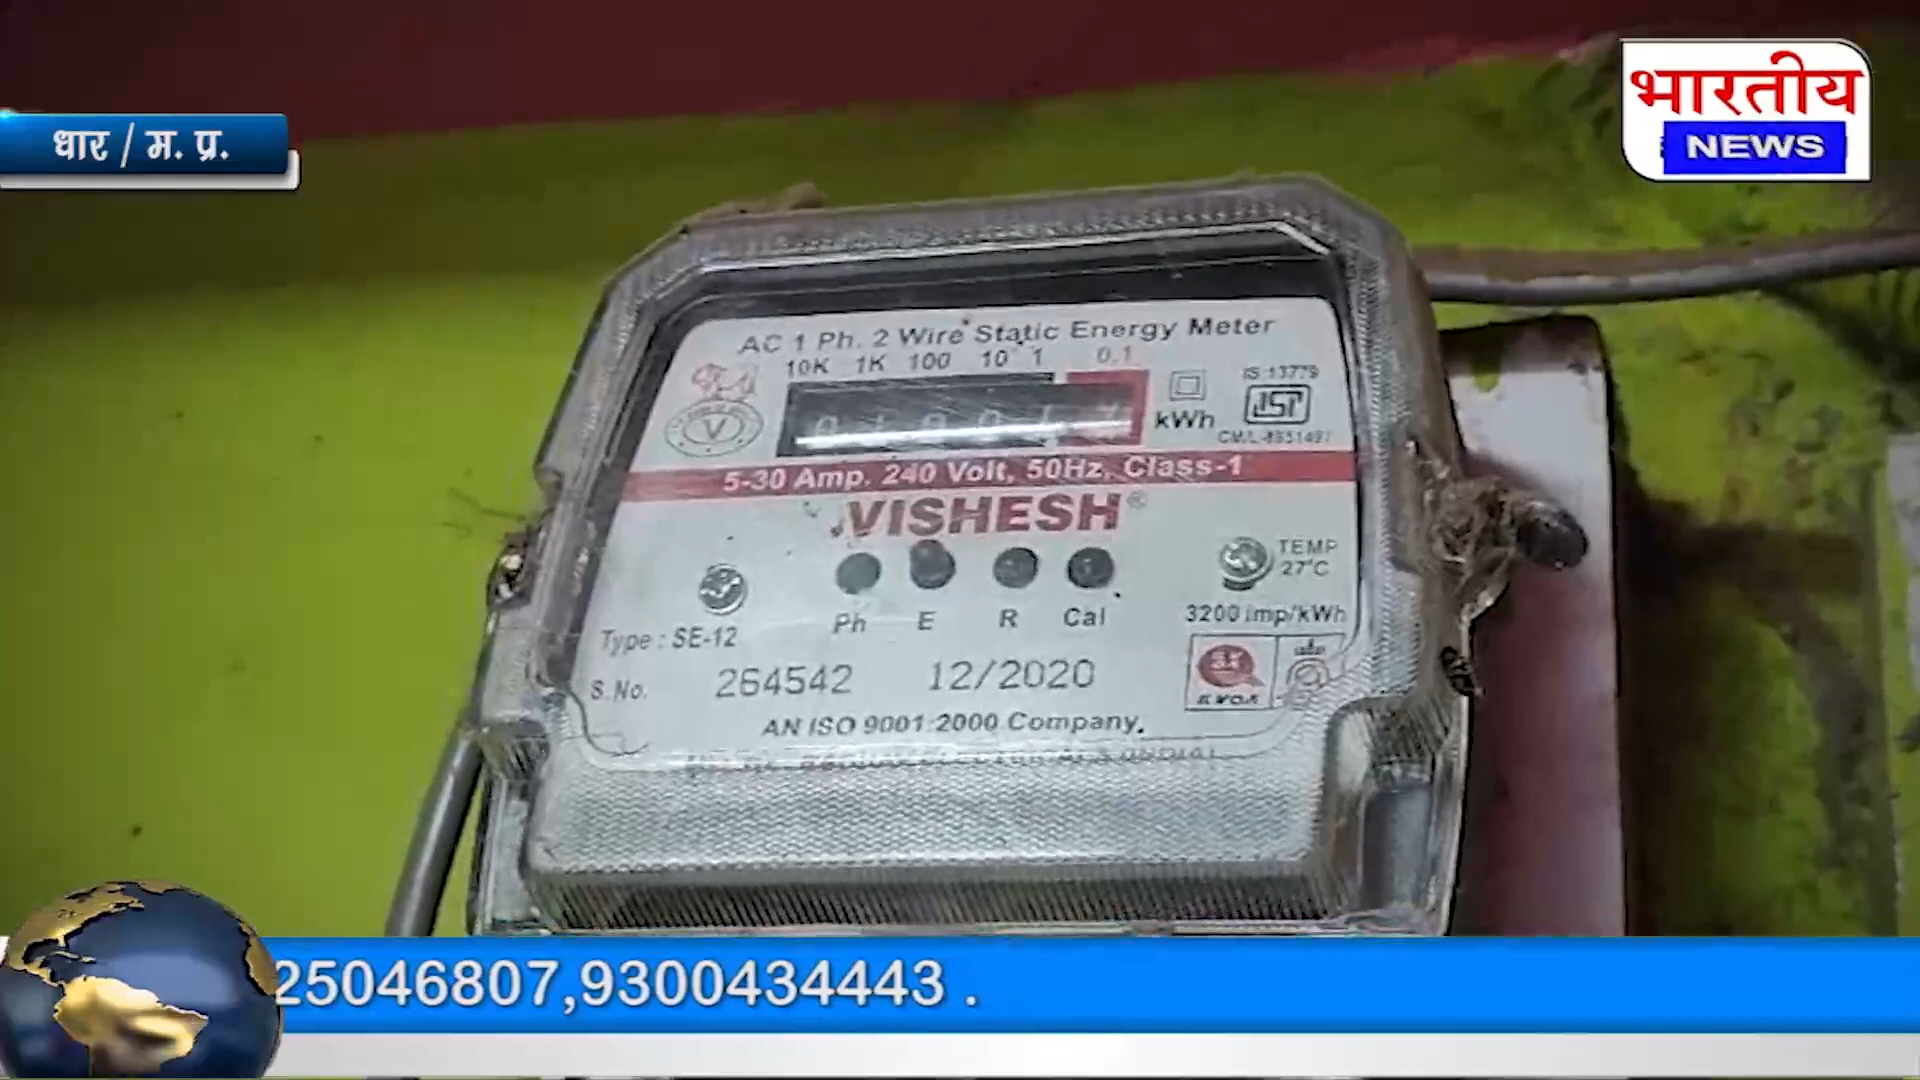 भारतीय
NEWS
धार / म. प्र.
AC 1 Ph. 2 Wire Static Energy Meter
10K 1K 100 10 1 0.1
kWh
IS 13779
ISI
5-30 Amp. 240 Volt, 50Hz, Class-1
VISHESH®
TEMP
27°C
Ph E R Cal
3200 imp/kWh
Type : SE-12
S.No. 264542 12/2020
AN ISO 9001:2000 Company.
25046807,9300434443 .